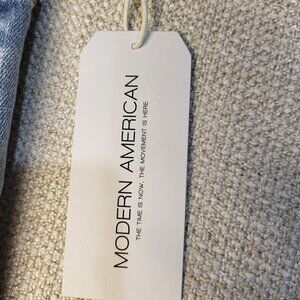 MODERN AMERICAN
THE TIME IS NOW. THE MOVEMENT IS HERE